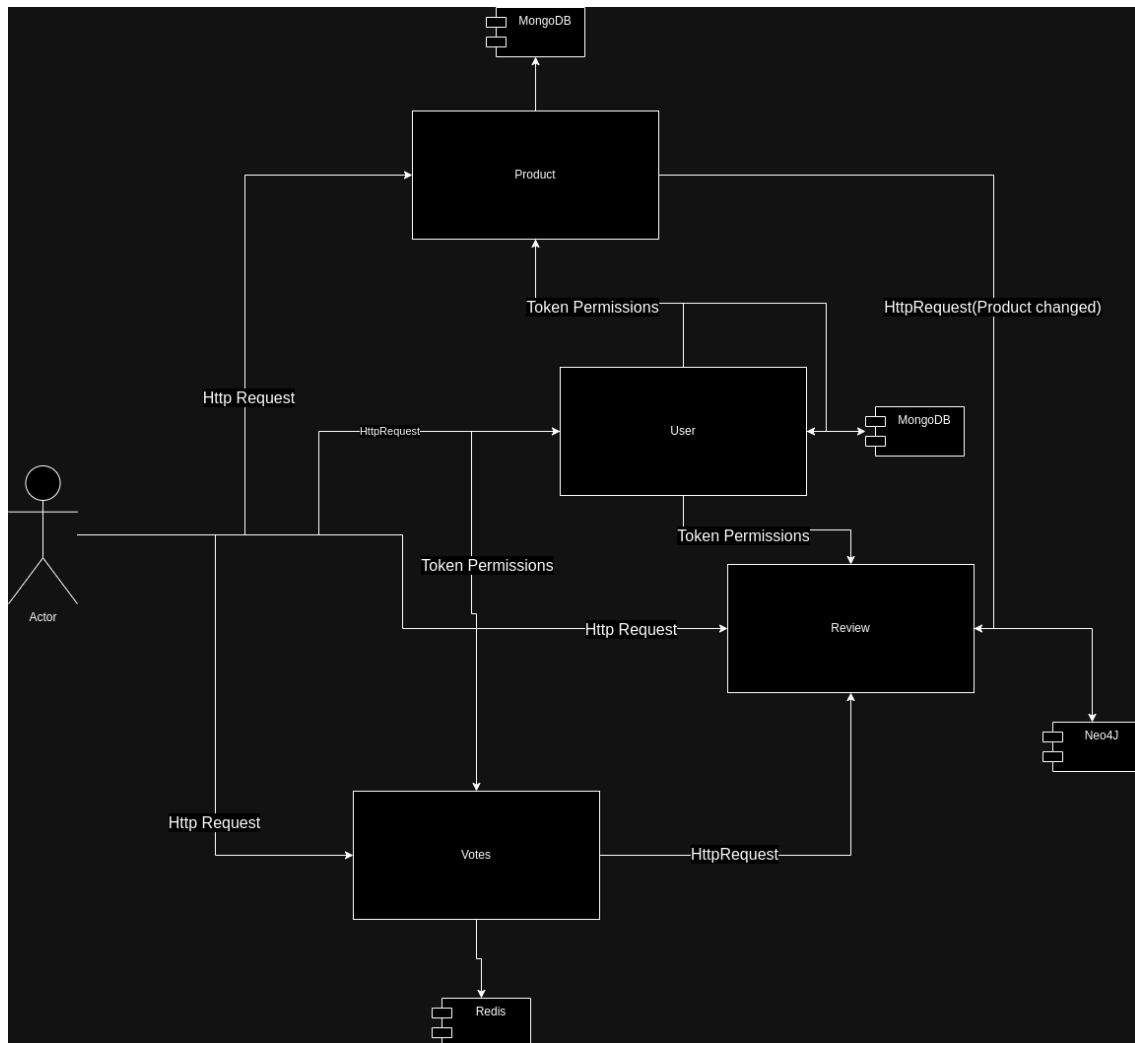 MongoDB
Product
Token Permissions
HttpRequest(Product changed)
Http Request
MongoDB
HttpRequest
User
Token Permissions
Token Permissions
Actor
Http Request
Review
Neo4J
Http Request
Votes
HttpRequest
Redis